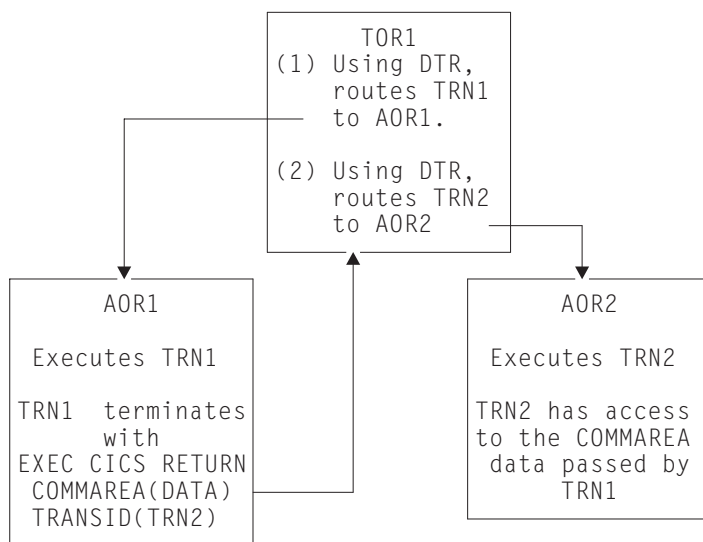 TOR1
(1) Using DTR,
routes TRN1
to AOR1.
(2) Using DTR,
routes TRN2
to AOR2
AOR1
Executes TRN1
TRN1 terminates
with
EXEC CICS RETURN
COMMAREA(DATA)
TRANSID(TRN2)
AOR2
Executes TRN2
TRN2 has access
to the COMMAREA
data passed by
TRN1